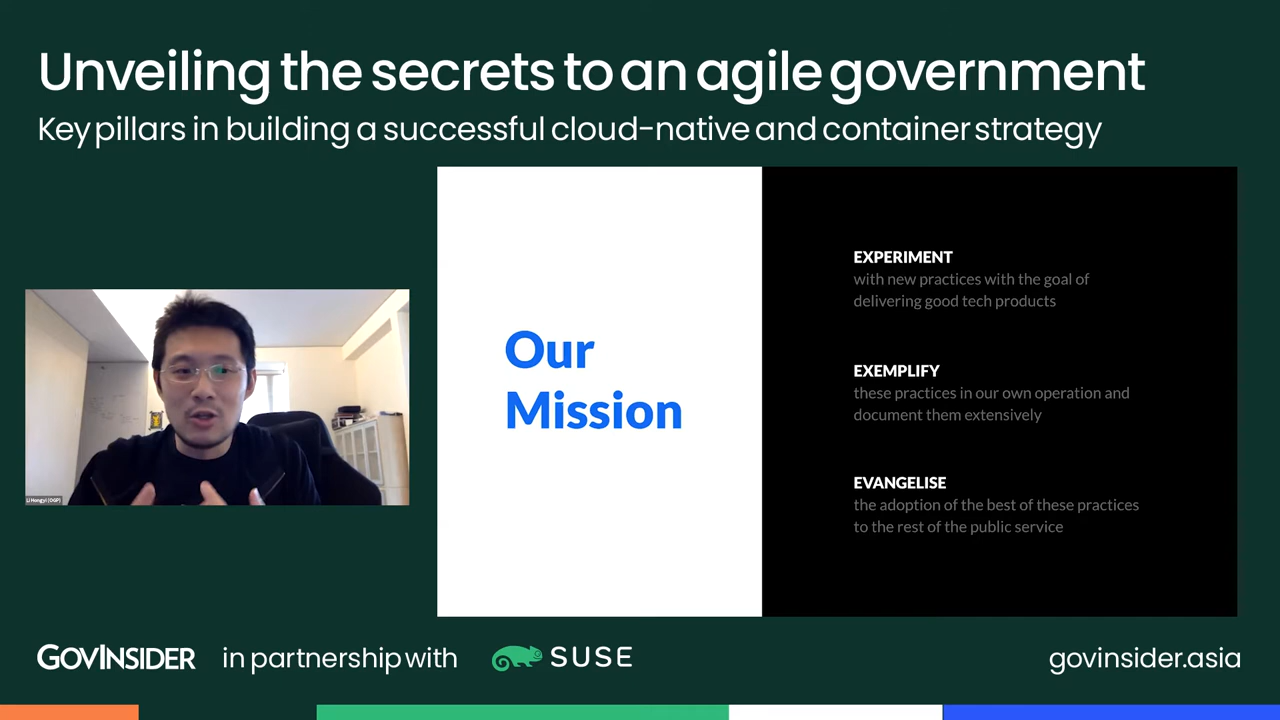 Unveiling the secrets to an agile government
Key pillars in building a successful cloud-native and container strategy
Li Hongyi (OGP)
Our
Mission
EXPERIMENT
with new practices with the goal of
delivering good tech products
EXEMPLIFY
these practices in our own operation and
document them extensively
EVANGELISE
the adoption of the best of these practices
to the rest of the public service
GOVINSIDER in partnership with SUSE
govinsider.asia